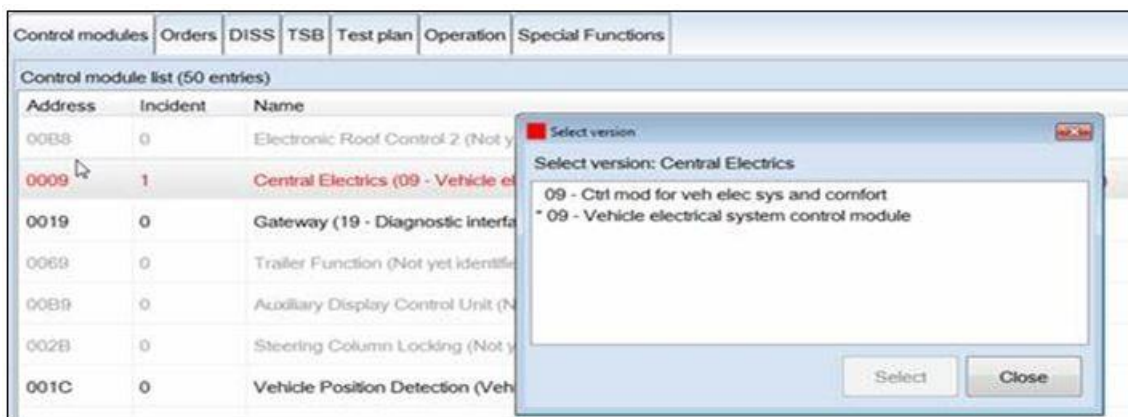 Control modules Orders DISS TSB Test plan Operation Special Functions
Control module list (50 entries)
Address Incident Name
00B8 0 Electronic Roof Control 2 (Not y
0009 1 Central Electrics (09 - Vehicle el
0019 0 Gateway (19 - Diagnostic interfa
0069 0 Trailer Function (Not yet identifie
00B9 0 Auxiliary Display Control Unit (N
002B 0 Steering Column Locking (Not y
001C 0 Vehicle Position Detection (Veh
Select version
Select version: Central Electrics
09 - Ctrl mod for veh elec sys and comfort
* 09 - Vehicle electrical system control module
Select Close